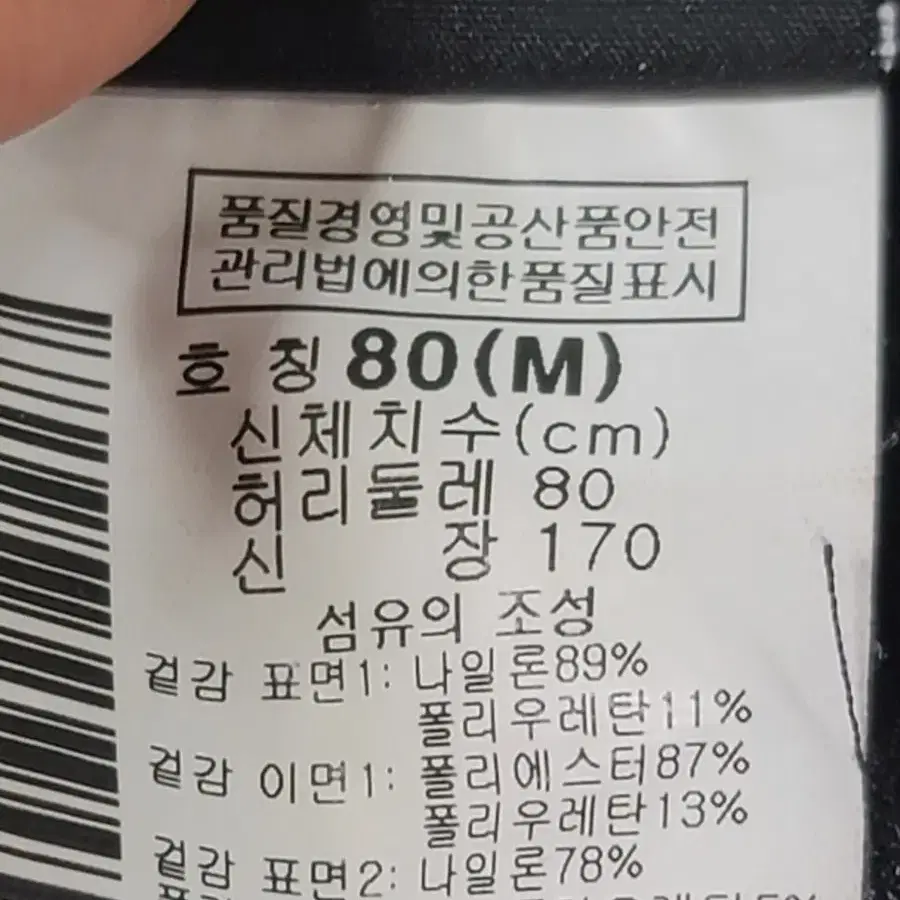 품질경영및공산품안전
관리법에의한품질표시
호 칭 80(M)
신체치수(cm)
허리둘레 80
신 장 170
섬유의 조성
겉감 표면1: 나일론89%
폴리우레탄11%
겉감 이면1: 폴리에스터87%
폴리우레탄13%
겉감 표면2: 나일론78%